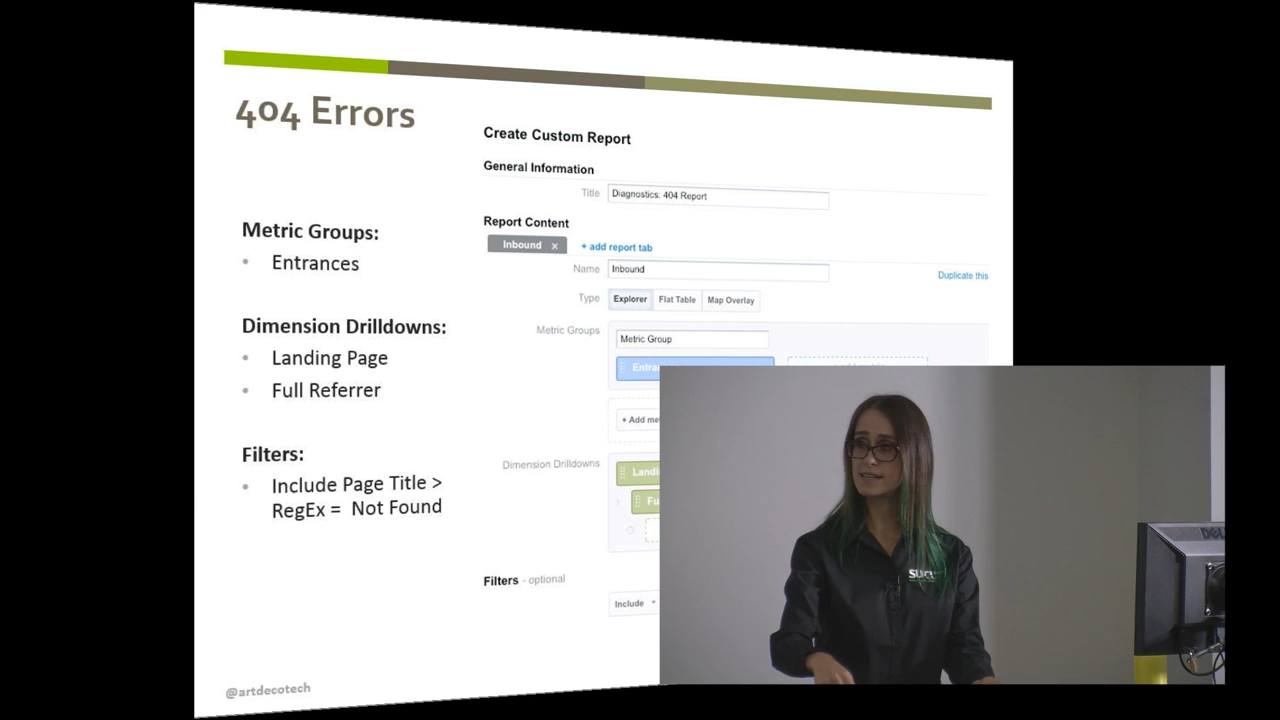 404 Errors
Metric Groups:
• Entrances
Dimension Drilldowns:
• Landing Page
• Full Referrer
Filters:
• Include Page Title >
RegEx = Not Found
@artdecotech
Create Custom Report
General Information
Title Diagnostics: 404 Report
Report Content
Inbound x + add report tab
Name Inbound Duplicate this
Type Explorer Flat Table Map Overlay
Metric Groups Metric Group
+ Add
Dimension Drilldowns
Filters - optional
Include
DELL